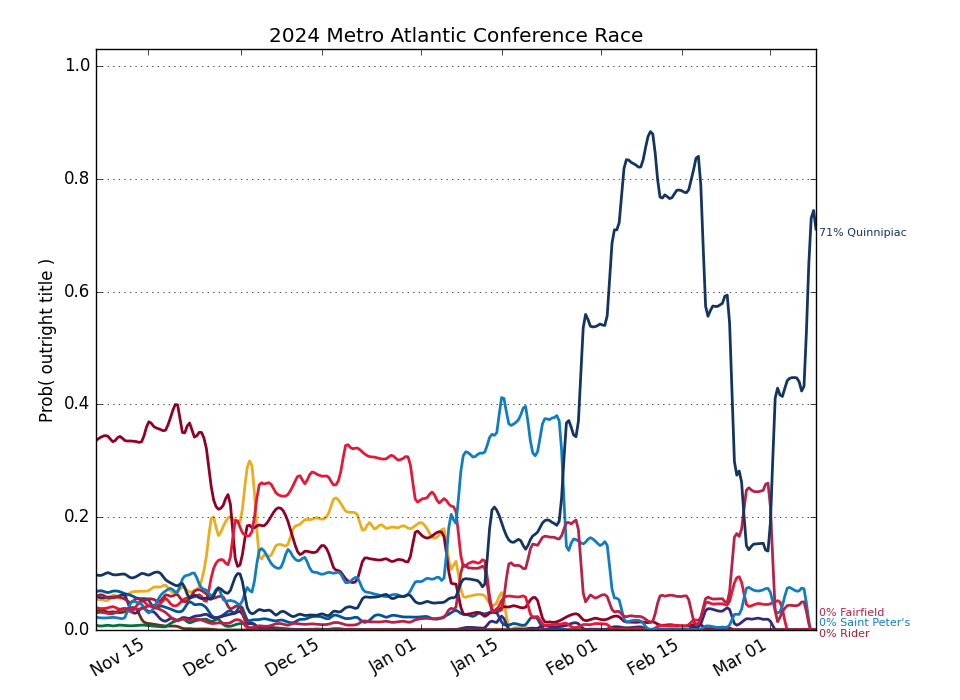 2024 Metro Atlantic Conference Race
Prob( outright title )
1.0
0.8
0.6
0.4
0.2
0.0
71% Quinnipiac
0% Fairfield
0% Saint Peter's
0% Rider
Nov 15
Dec 01
Dec 15
Jan 01
Jan 15
Feb 01
Feb 15
Mar 01